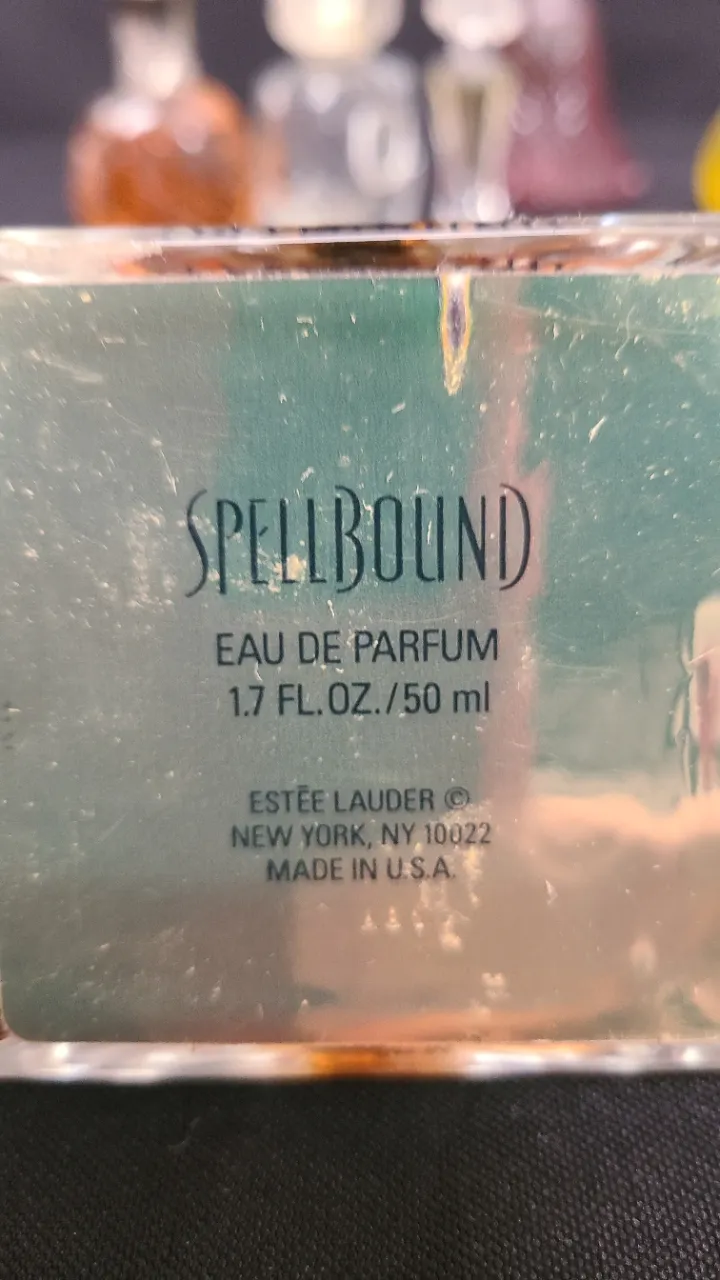 SPELLBOUND
EAU DE PARFUM
1.7 FL.OZ./50 ml
ESTĒE LAUDER ©
NEW YORK, NY 10022
MADE IN U.S.A.